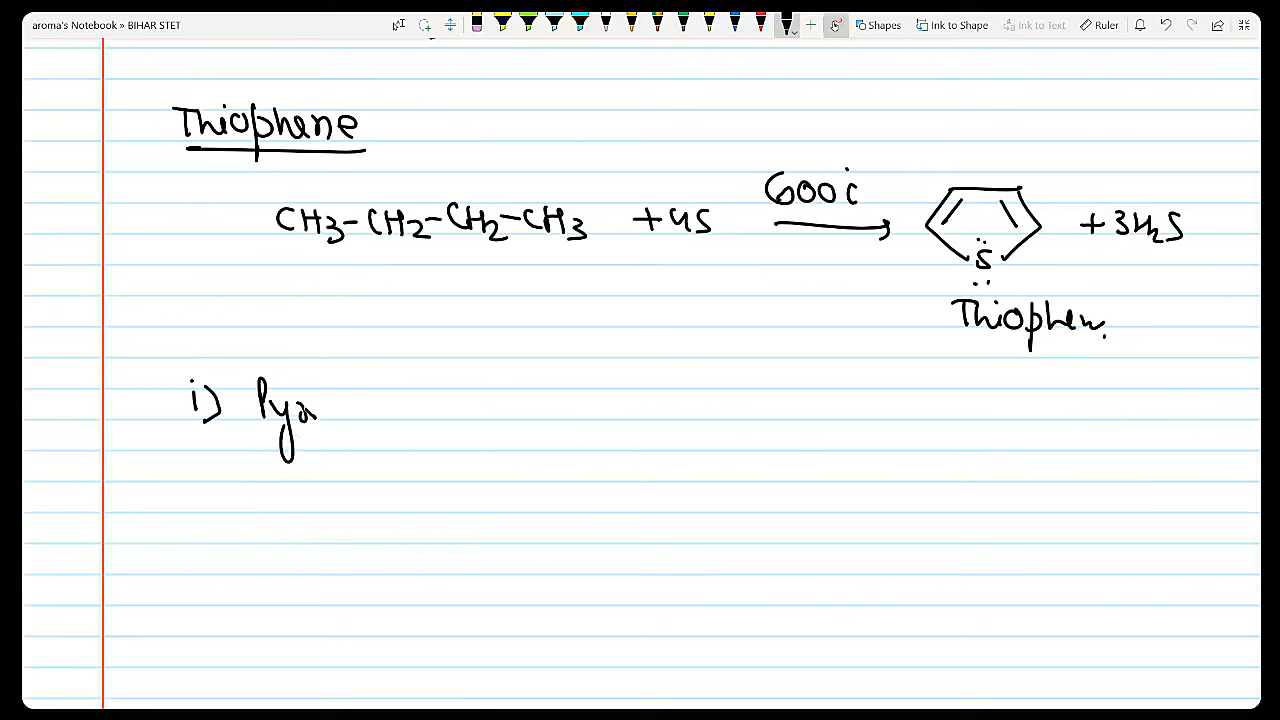 aroma's Notebook » BIHAR STET
Shapes Ink to Shape Ink to Text Ruler
Thiophene
CH3-CH2-CH2-CH3 +4S 600°C S +3H2S
Thiophen.
i) Pya